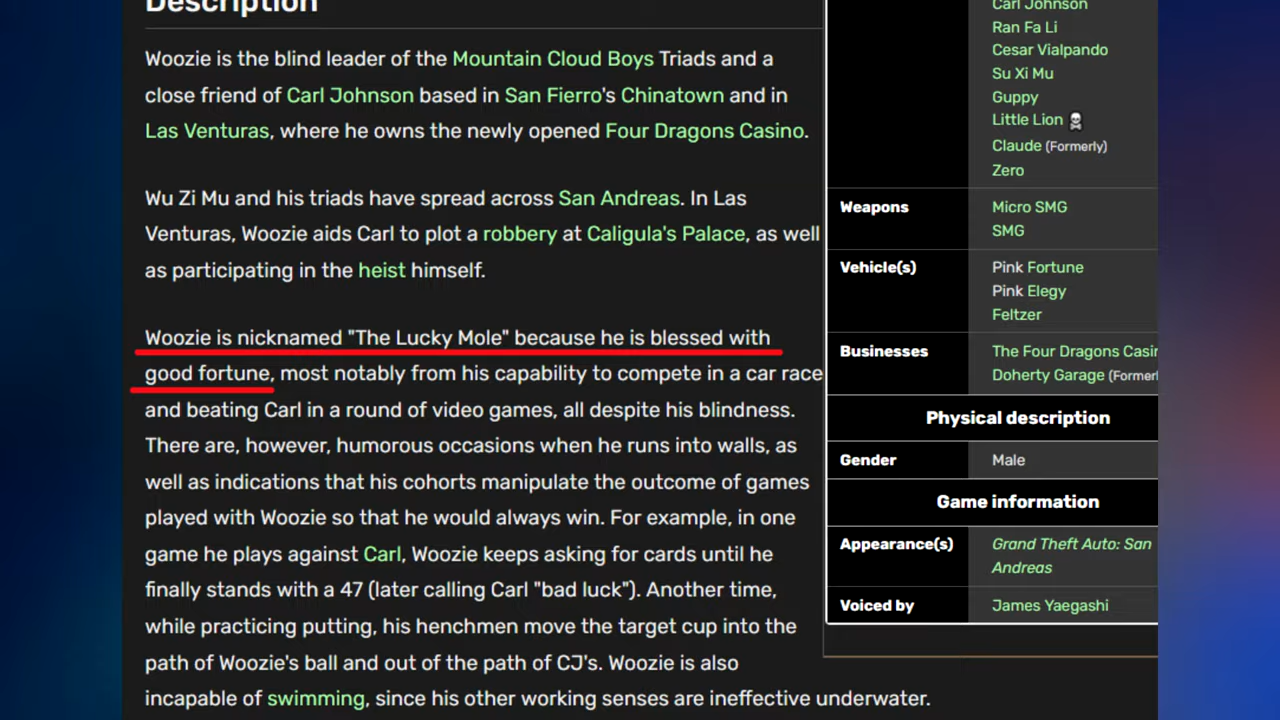 Description
Woozie is the blind leader of the Mountain Cloud Boys Triads and a
close friend of Carl Johnson based in San Fierro's Chinatown and in
Las Venturas, where he owns the newly opened Four Dragons Casino.
Wu Zi Mu and his triads have spread across San Andreas. In Las
Venturas, Woozie aids Carl to plot a robbery at Caligula's Palace, as well
as participating in the heist himself.
Woozie is nicknamed "The Lucky Mole" because he is blessed with
good fortune, most notably from his capability to compete in a car race
and beating Carl in a round of video games, all despite his blindness.
There are, however, humorous occasions when he runs into walls, as
well as indications that his cohorts manipulate the outcome of games
played with Woozie so that he would always win. For example, in one
game he plays against Carl, Woozie keeps asking for cards until he
finally stands with a 47 (later calling Carl "bad luck"). Another time,
while practicing putting, his henchmen move the target cup into the
path of Woozie's ball and out of the path of CJ's. Woozie is also
incapable of swimming, since his other working senses are ineffective underwater.
Carl Johnson
Ran Fa Li
Cesar Vialpando
Su Xi Mu
Guppy
Little Lion
Claude (Formerly)
Zero
Weapons
Micro SMG
SMG
Vehicle(s)
Pink Fortune
Pink Elegy
Feltzer
Businesses
The Four Dragons Casin
Doherty Garage (Formerl
Physical description
Gender
Male
Game information
Appearance(s)
Grand Theft Auto: San
Andreas
Voiced by
James Yaegashi